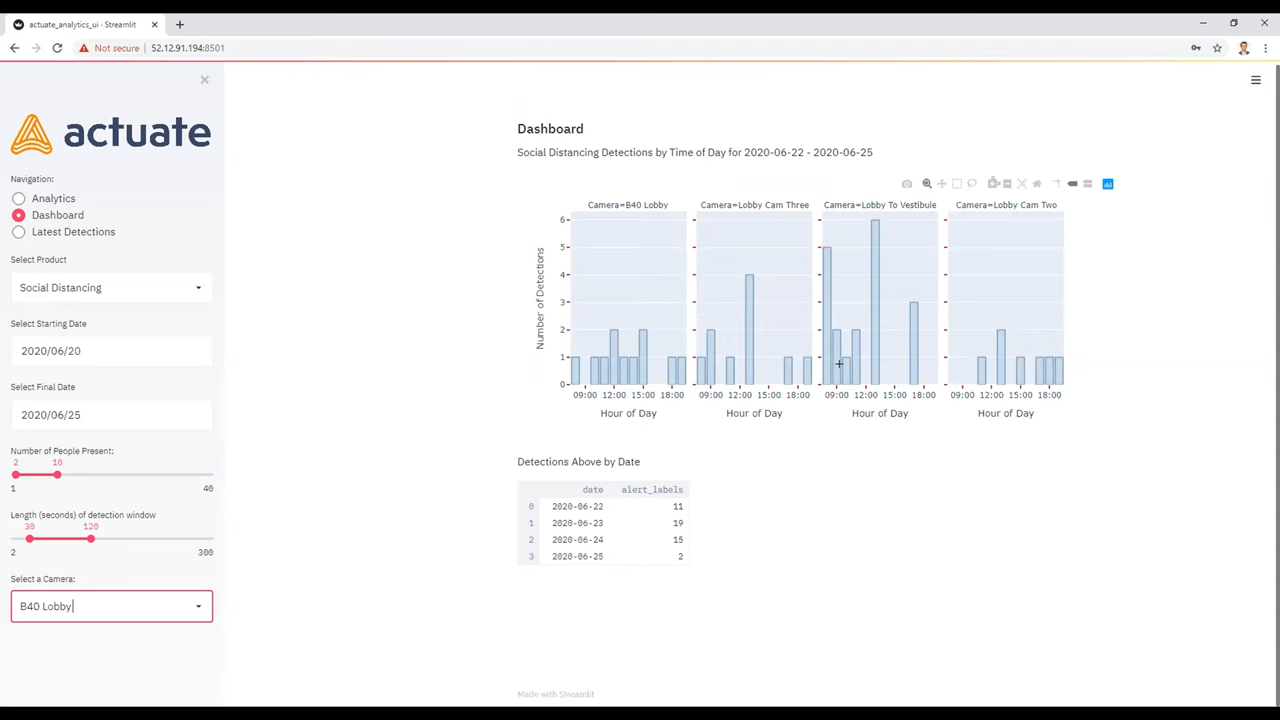 actuate_analytics_ui · Streamlit
Not secure
52.12.91.194:8501
actuate
Navigation:
Analytics
Dashboard
Latest Detections
Select Product
Social Distancing
Select Starting Date
2020/06/20
Select Final Date
2020/06/25
Number of People Present:
2 10
1 40
Length (seconds) of detection window
30 120
2 300
Select a Camera:
B40 Lobby
Dashboard
Social Distancing Detections by Time of Day for 2020-06-22 - 2020-06-25
Camera=B40 Lobby Camera=Lobby Cam Three Camera=Lobby To Vestibule Camera=Lobby Cam Two
6
5
4
3
2
1
0
Number of Detections
09:00 12:00 15:00 18:00 09:00 12:00 15:00 18:00 09:00 12:00 15:00 18:00 09:00 12:00 15:00 18:00
Hour of Day Hour of Day Hour of Day Hour of Day
Detections Above by Date
date alert_labels
0 2020-06-22 11
1 2020-06-23 19
2 2020-06-24 15
3 2020-06-25 2
Made with Streamlit